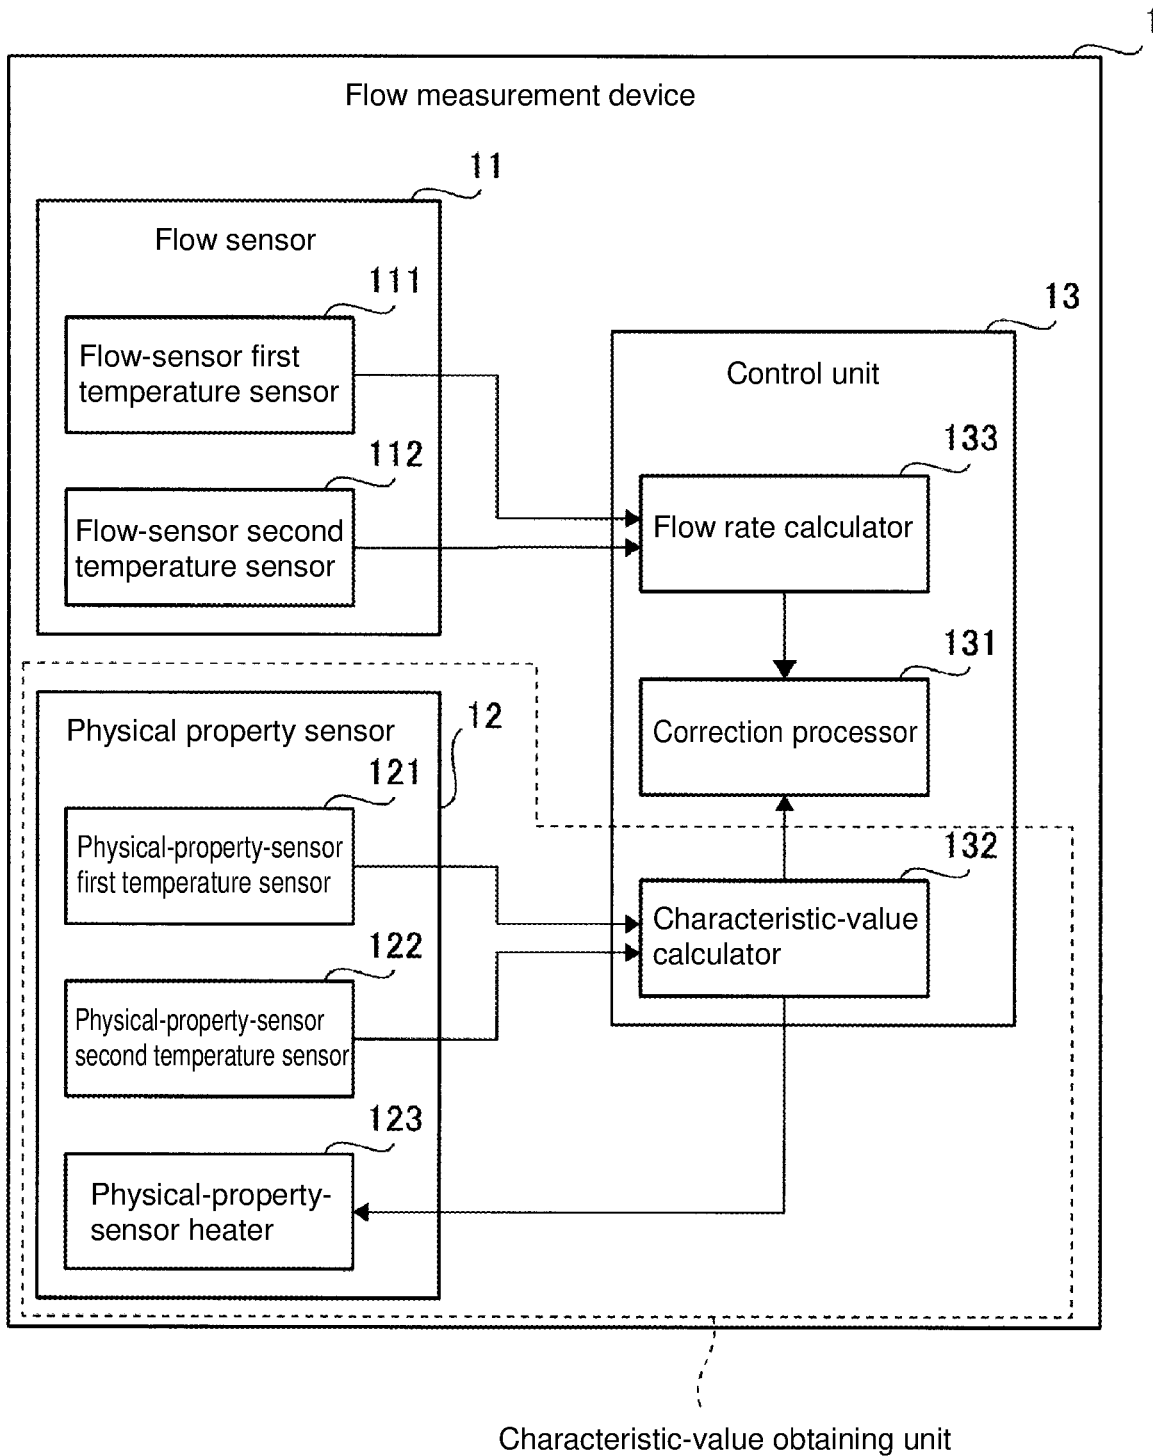 1
Flow measurement device
11
Flow sensor
111
Flow-sensor first
temperature sensor
112
Flow-sensor second
temperature sensor
13
Control unit
133
Flow rate calculator
131
Correction processor
12
Physical property sensor
121
Physical-property-sensor
first temperature sensor
132
Characteristic-value
calculator
122
Physical-property-sensor
second temperature sensor
123
Physical-property-
sensor heater
Characteristic-value obtaining unit